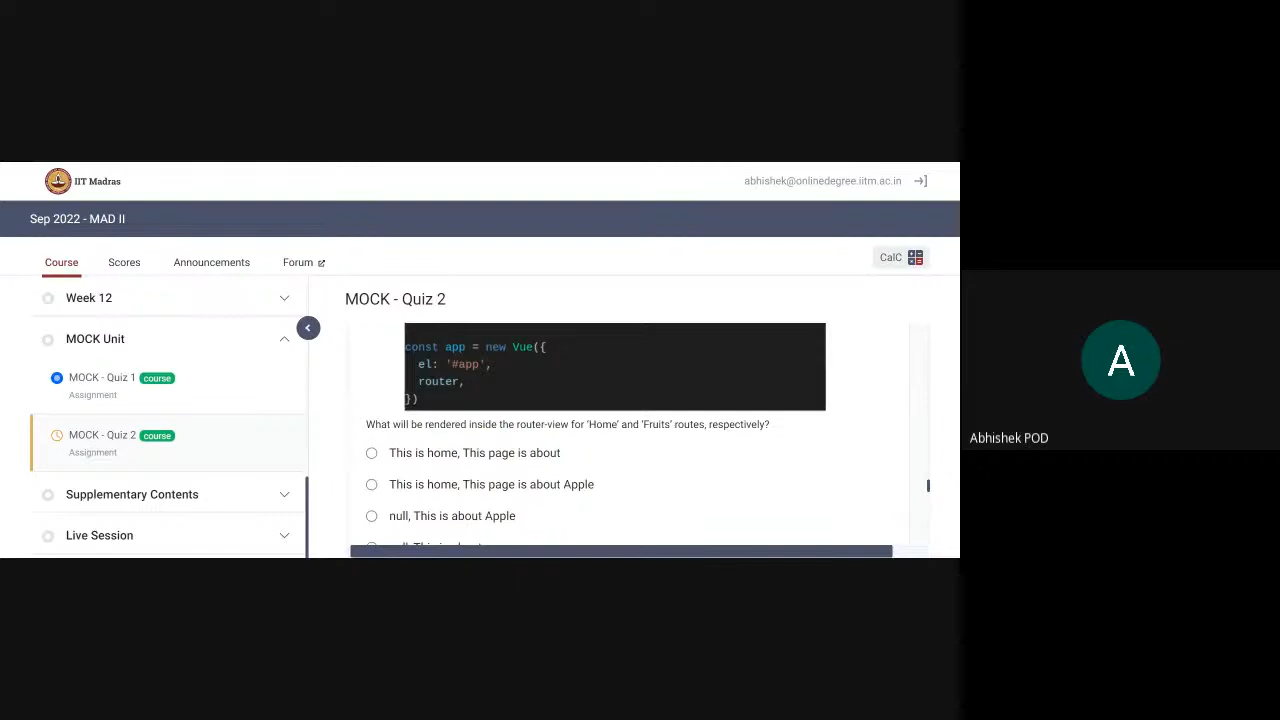 IIT Madras
abhishek@onlinedegree.iitm.ac.in
Sep 2022 - MAD II
Course Scores Announcements Forum
CalC
Week 12
MOCK Unit
MOCK - Quiz 1 course
Assignment
MOCK - Quiz 2 course
Assignment
Supplementary Contents
Live Session
MOCK - Quiz 2
const app = new Vue({
el: '#app',
router,
})
What will be rendered inside the router-view for ‘Home’ and ‘Fruits’ routes, respectively?
This is home, This page is about
This is home, This page is about Apple
null, This is about Apple
A
Abhishek POD